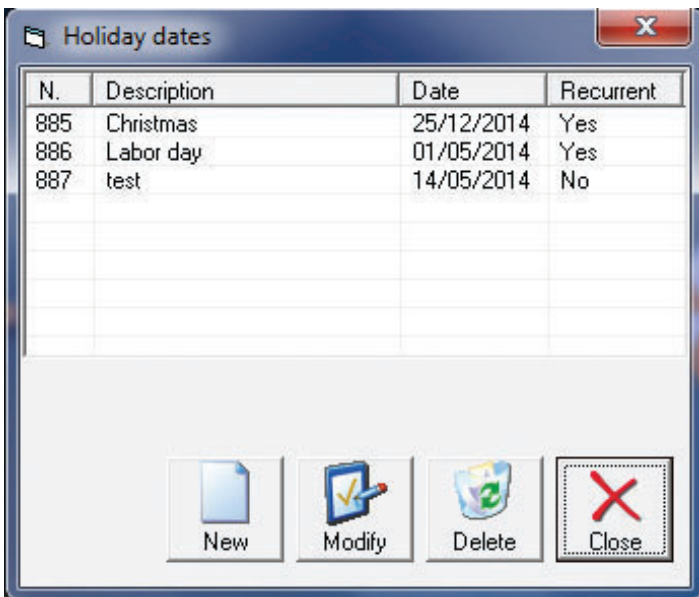 Holiday dates
N. Description Date Recurrent
885 Christmas 25/12/2014 Yes
886 Labor day 01/05/2014 Yes
887 test 14/05/2014 No
New Modify Delete Close